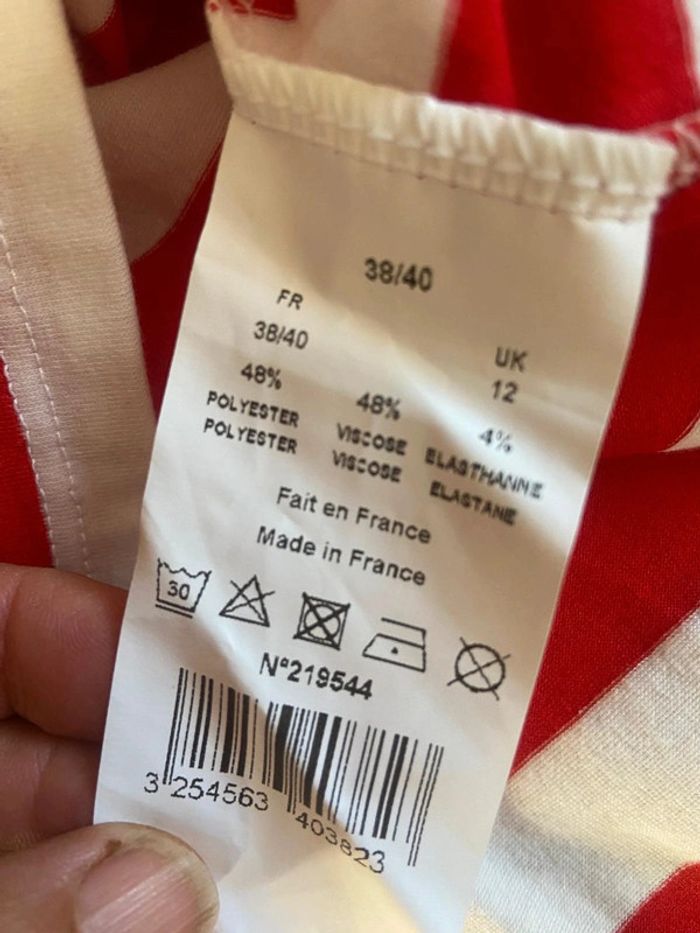 38/40
FR
38/40
UK
12
48%
POLYESTER
POLYESTER
48%
VISCOSE
VISCOSE
4%
ELASTHANNE
ELASTANE
Fait en France
Made in France
30
N°219544
3 254563 403823